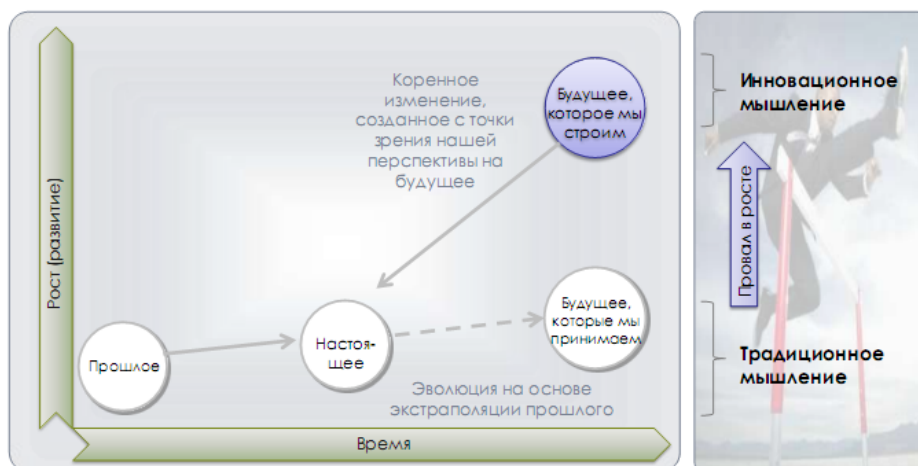 Рост (развитие)
Коренное
изменение,
созданное с точки
зрения нашей
перспективы на
будущее
Будущее,
которое мы
строим
Прошлое
Настоя-
щее
Будущее,
которые мы
принимаем
Эволюция на основе
экстраполяции прошлого
Время
Инновационное
мышление
Провал в росте
Традиционное
мышление